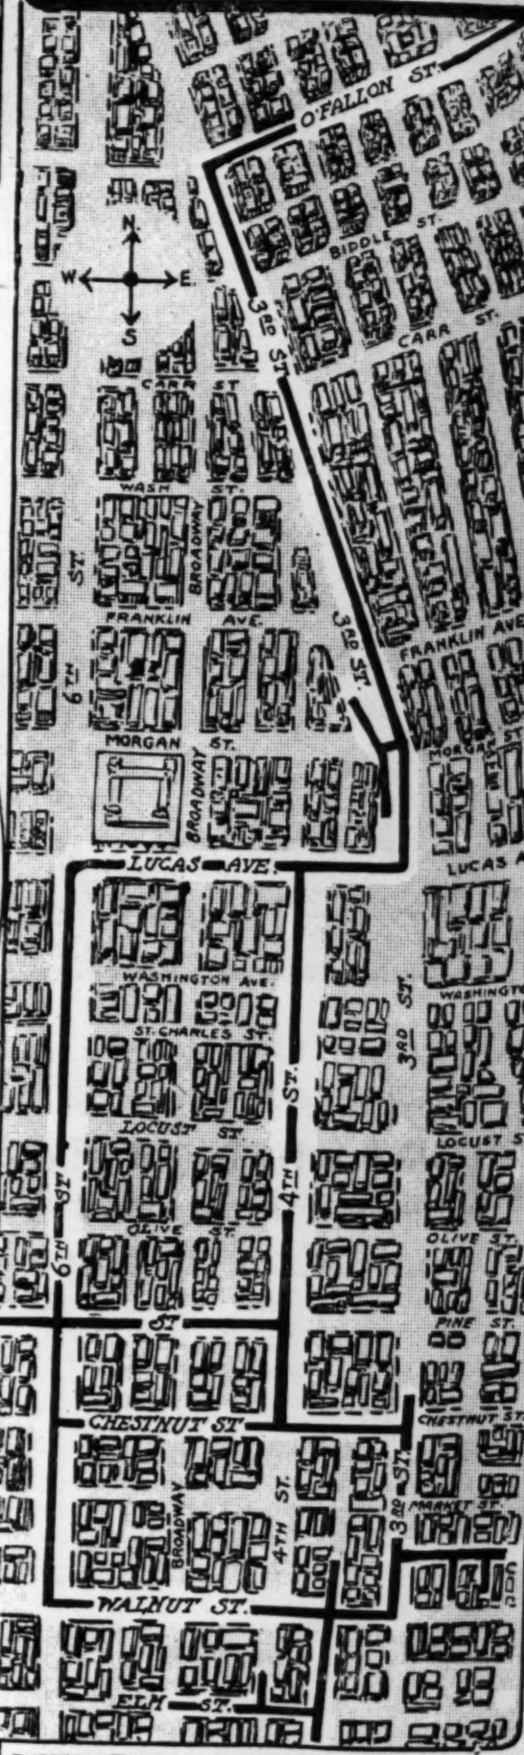 O'FALLON ST.
BIDDLE ST.
N.
W
E.
S
3RD ST.
CARR ST.
CARR ST
WASH ST.
BROADWAY
ST.
6TH
FRANKLIN AVE.
3RD ST.
FRANKLIN AVE
MORGAN ST.
MORGAN ST
BROADWAY
LUCAS AVE.
LUCAS A
WASHINGTON AVE.
WASHINGT
3RD ST.
ST. CHARLES ST.
4TH ST.
LOCUST ST.
LOCUST S
6TH ST
OLIVE ST.
OLIVE ST.
ST
PINE ST.
CHESTNUT ST
CHESTNUT ST
BROADWAY
4TH ST.
3RD ST.
MARKET ST.
WALNUT ST.
ELM ST.